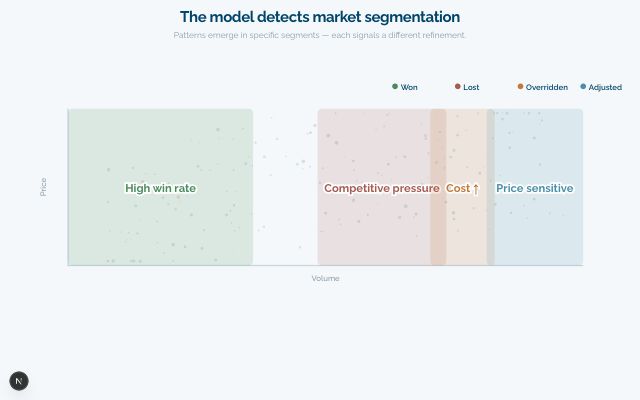 The model detects market segmentation
Patterns emerge in specific segments — each signals a different refinement.
Won
Lost
Overridden
Adjusted
Price
High win rate
Competitive pressure
Cost ↑
Price sensitive
Volume
N